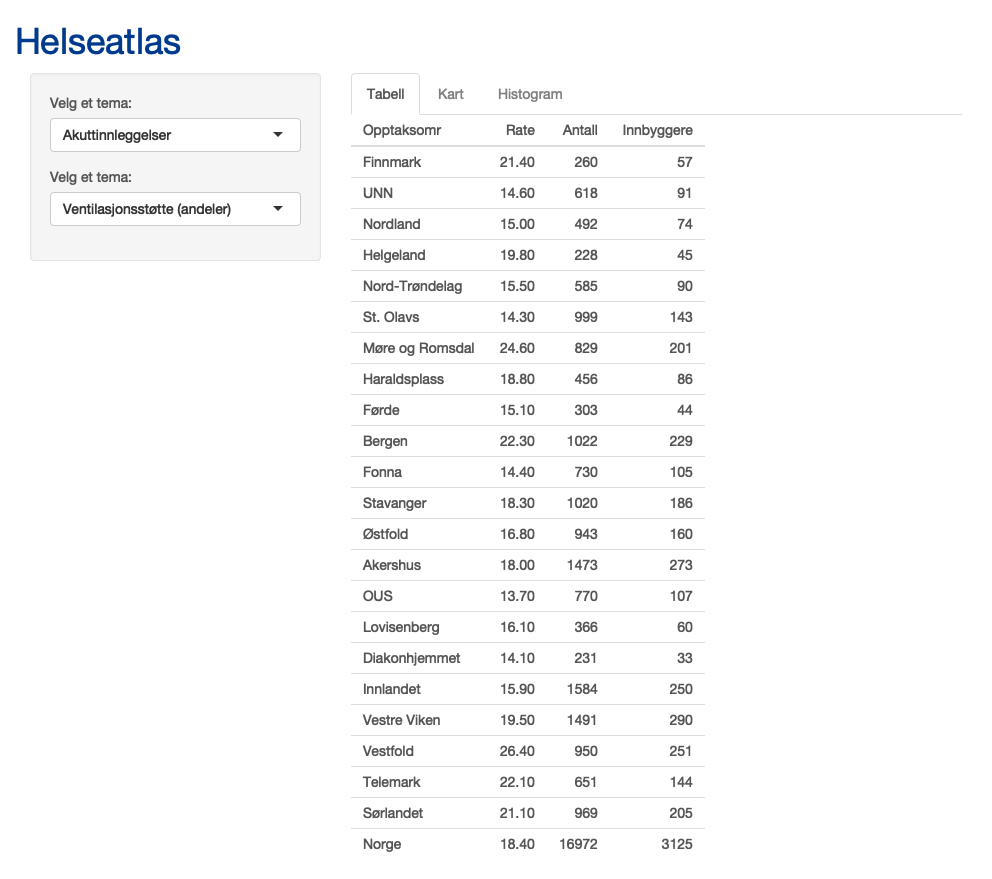 Helseatlas
Velg et tema:
Akuttinnleggelser
Velg et tema:
Ventilasjonsstøtte (andeler)
Tabell Kart Histogram
Opptaksomr Rate Antall Innbyggere
Finnmark 21.40 260 57
UNN 14.60 618 91
Nordland 15.00 492 74
Helgeland 19.80 228 45
Nord-Trøndelag 15.50 585 90
St. Olavs 14.30 999 143
Møre og Romsdal 24.60 829 201
Haraldsplass 18.80 456 86
Førde 15.10 303 44
Bergen 22.30 1022 229
Fonna 14.40 730 105
Stavanger 18.30 1020 186
Østfold 16.80 943 160
Akershus 18.00 1473 273
OUS 13.70 770 107
Lovisenberg 16.10 366 60
Diakonhjemmet 14.10 231 33
Innlandet 15.90 1584 250
Vestre Viken 19.50 1491 290
Vestfold 26.40 950 251
Telemark 22.10 651 144
Sørlandet 21.10 969 205
Norge 18.40 16972 3125